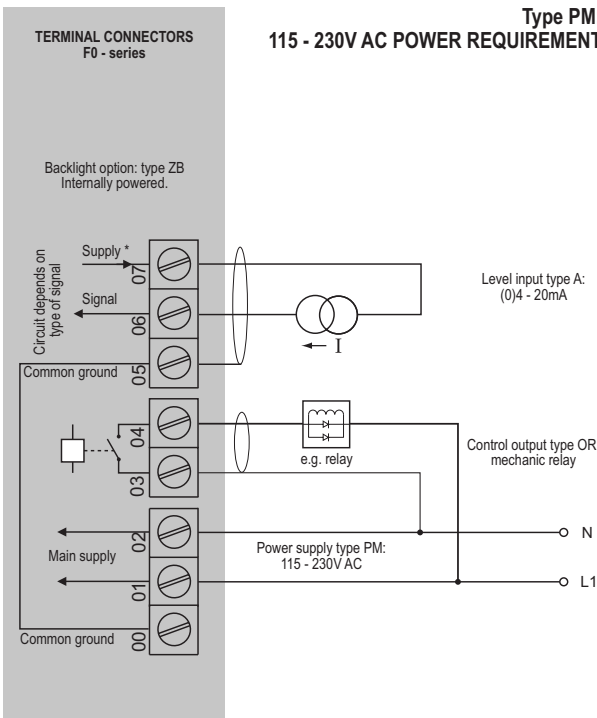 Type PM
115 - 230V AC POWER REQUIREMENT
TERMINAL CONNECTORS
F0 - series
Backlight option: type ZB
Internally powered.
Circuit depends on
type of signal
Supply *
07
Signal
06
Common ground
05
I
Level input type A:
(0)4 - 20mA
04
03
e.g. relay
Control output type OR
mechanic relay
Main supply
02
01
Power supply type PM:
115 - 230V AC
N
L1
Common ground
00